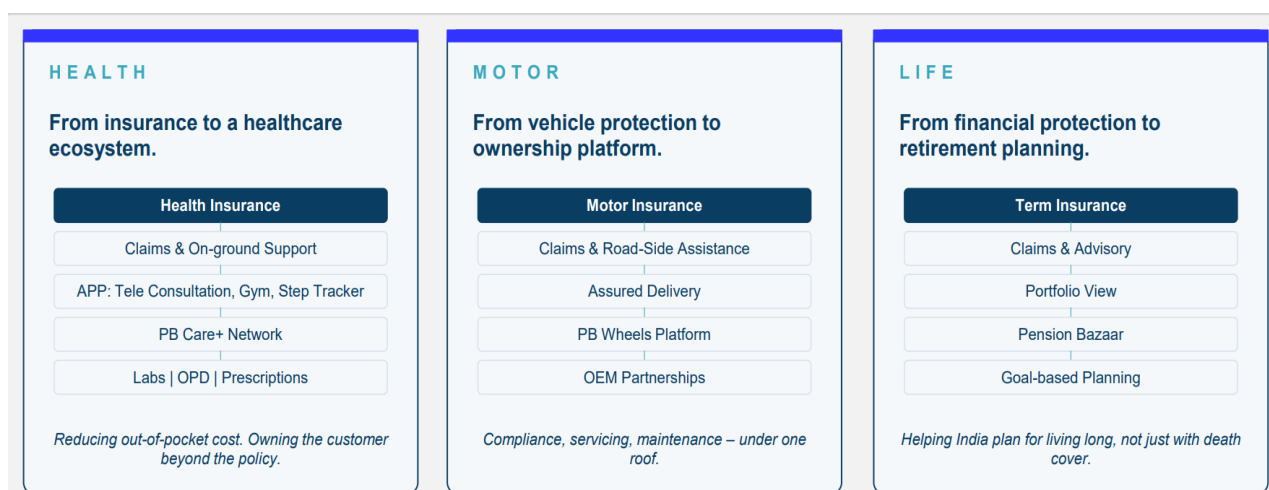 HEALTH
From insurance to a healthcare
ecosystem.
Health Insurance
Claims & On-ground Support
APP: Tele Consultation, Gym, Step Tracker
PB Care+ Network
Labs | OPD | Prescriptions
Reducing out-of-pocket cost. Owning the customer
beyond the policy.
MOTOR
From vehicle protection to
ownership platform.
Motor Insurance
Claims & Road-Side Assistance
Assured Delivery
PB Wheels Platform
OEM Partnerships
Compliance, servicing, maintenance – under one
roof.
LIFE
From financial protection to
retirement planning.
Term Insurance
Claims & Advisory
Portfolio View
Pension Bazaar
Goal-based Planning
Helping India plan for living long, not just with death
cover.